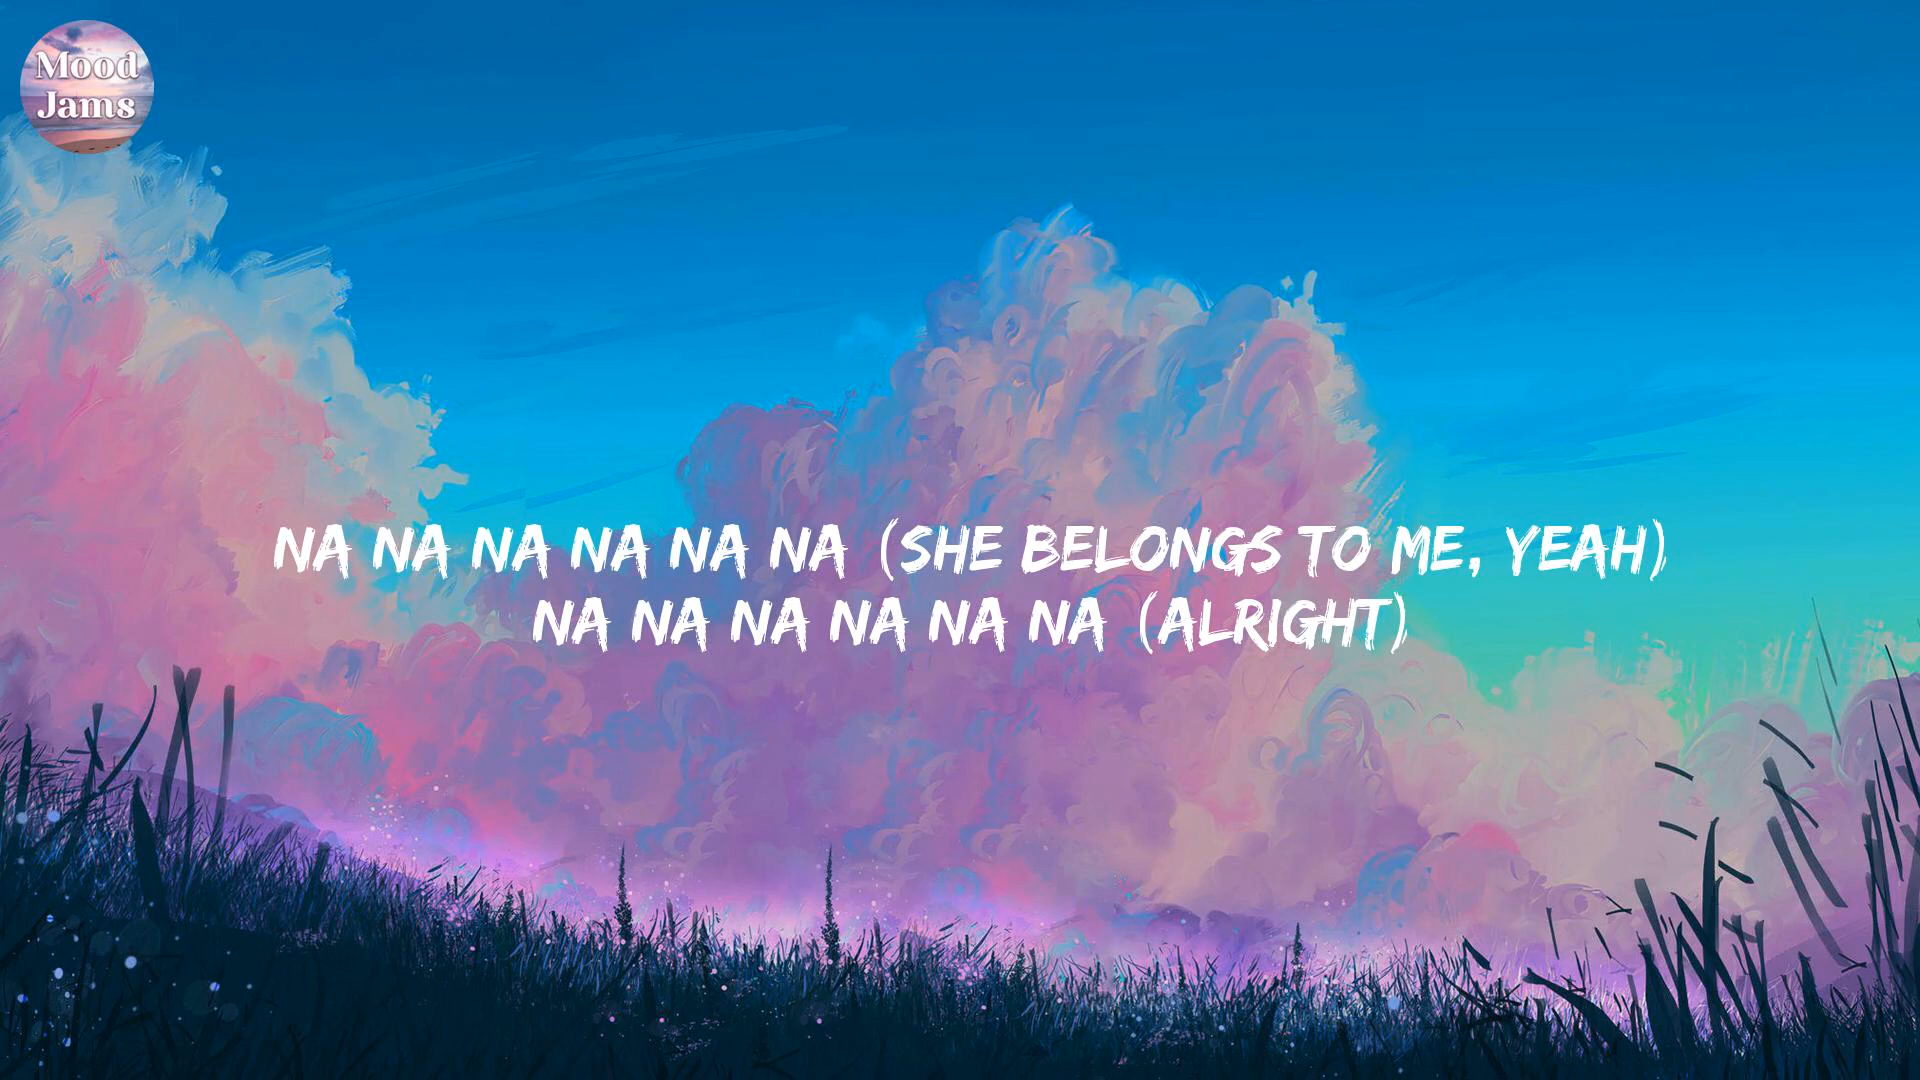 Mood
Jams
NA NA NA NA NA NA (SHE BELONGS TO ME, YEAH)
NA NA NA NA NA NA (ALRIGHT)